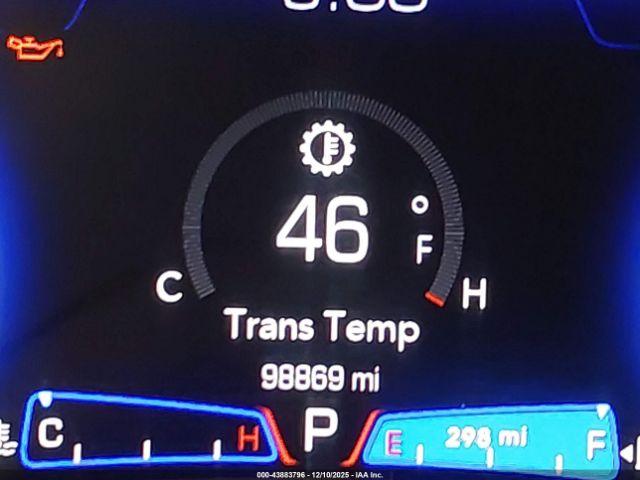 46 °F
C H
Trans Temp
98869 mi
C H P E 298 mi F
000-43883796 - 12/10/2025 - IAA Inc.